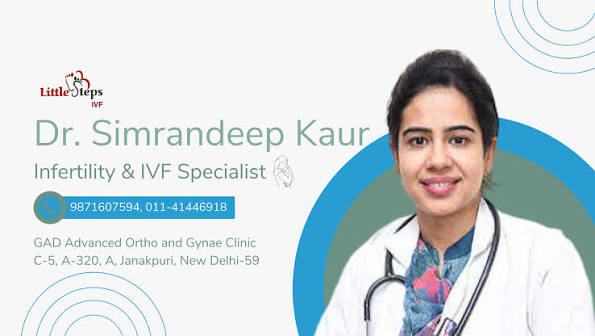 Little Steps
IVF
Dr. Simrandeep Kaur
Infertility & IVF Specialist
9871607594, 011-41446918
GAD Advanced Ortho and Gynae Clinic
C-5, A-320, A, Janakpuri, New Delhi-59